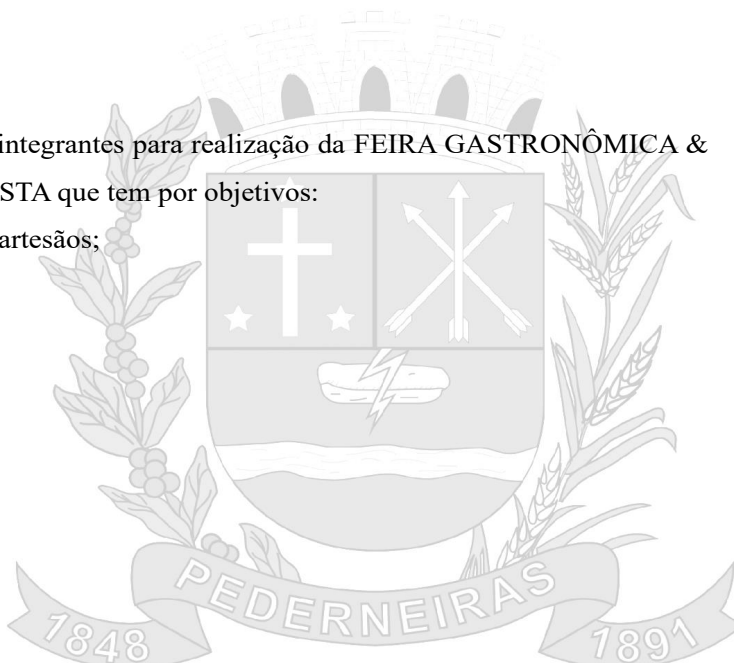 integrantes para realização da FEIRA GASTRONÔMICA &
STA que tem por objetivos:
artesãos;
PEDERNEIRAS
1848
1891